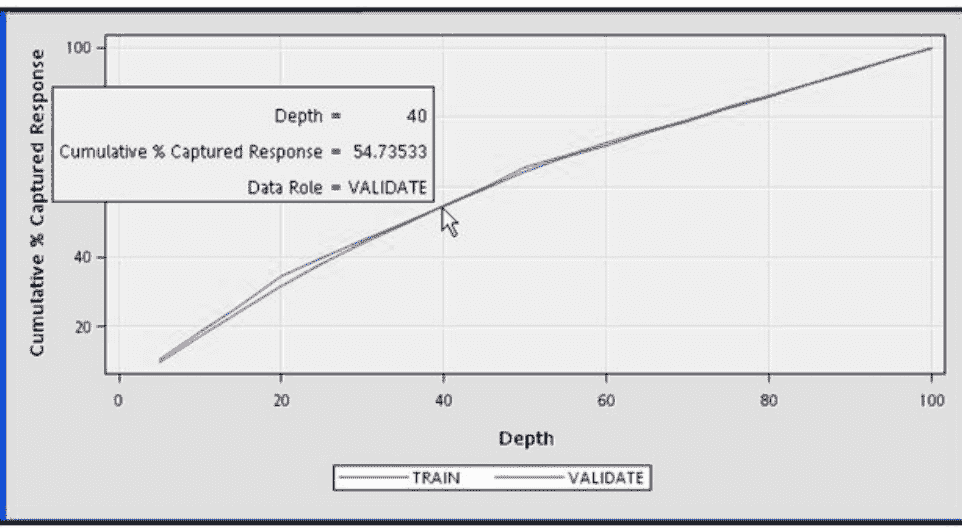 Cumulative % Captured Response
100
Depth = 40
Cumulative % Captured Response = 54.73533
Data Role = VALIDATE
40
20
0 20 40 60 80 100
Depth
TRAIN VALIDATE